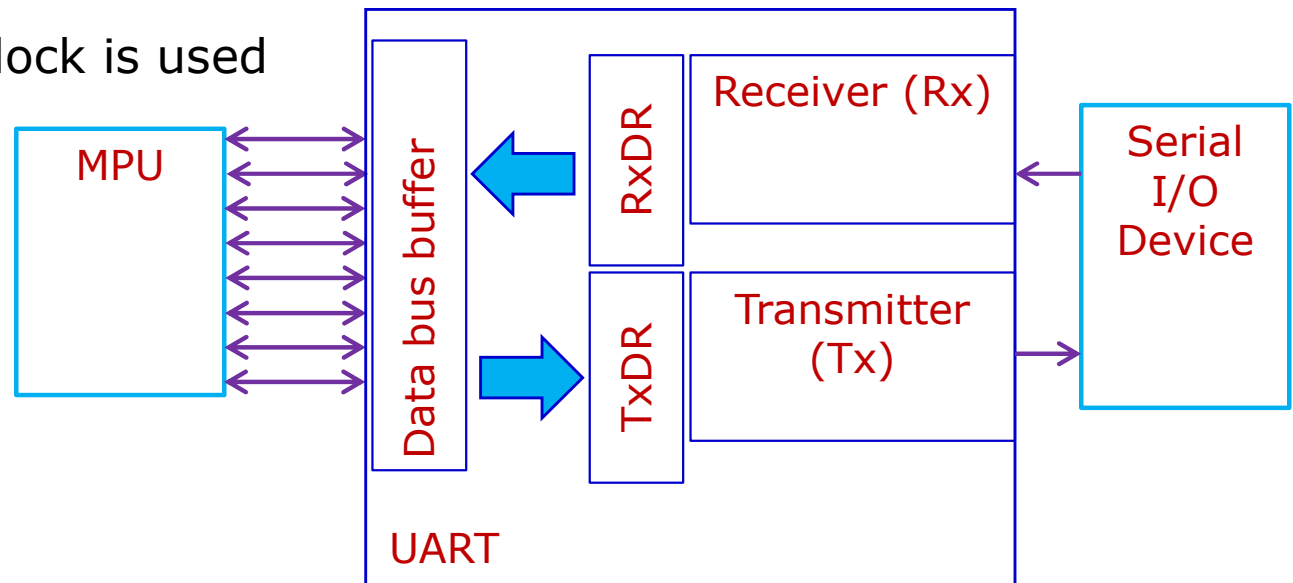 lock is used
MPU
Data bus buffer
RxDR
Receiver (Rx)
TxDR
Transmitter
(Tx)
UART
Serial
I/O
Device